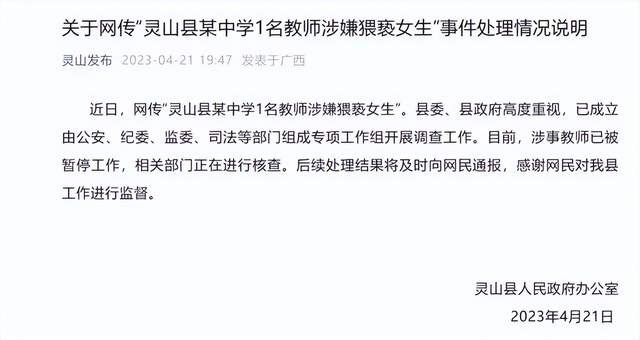 关于网传“灵山县某中学1名教师涉嫌猥亵女生”事件处理情况说明
灵山发布 2023-04-21 19:47 发表于广西
近日，网传“灵山县某中学1名教师涉嫌猥亵女生”。县委、县政府高度重视，已成立
由公安、纪委、监委、司法等部门组成专项工作组开展调查工作。目前，涉事教师已被
暂停工作，相关部门正在进行核查。后续处理结果将及时向网民通报，感谢网民对我县
工作进行监督。
灵山县人民政府办公室
2023年4月21日